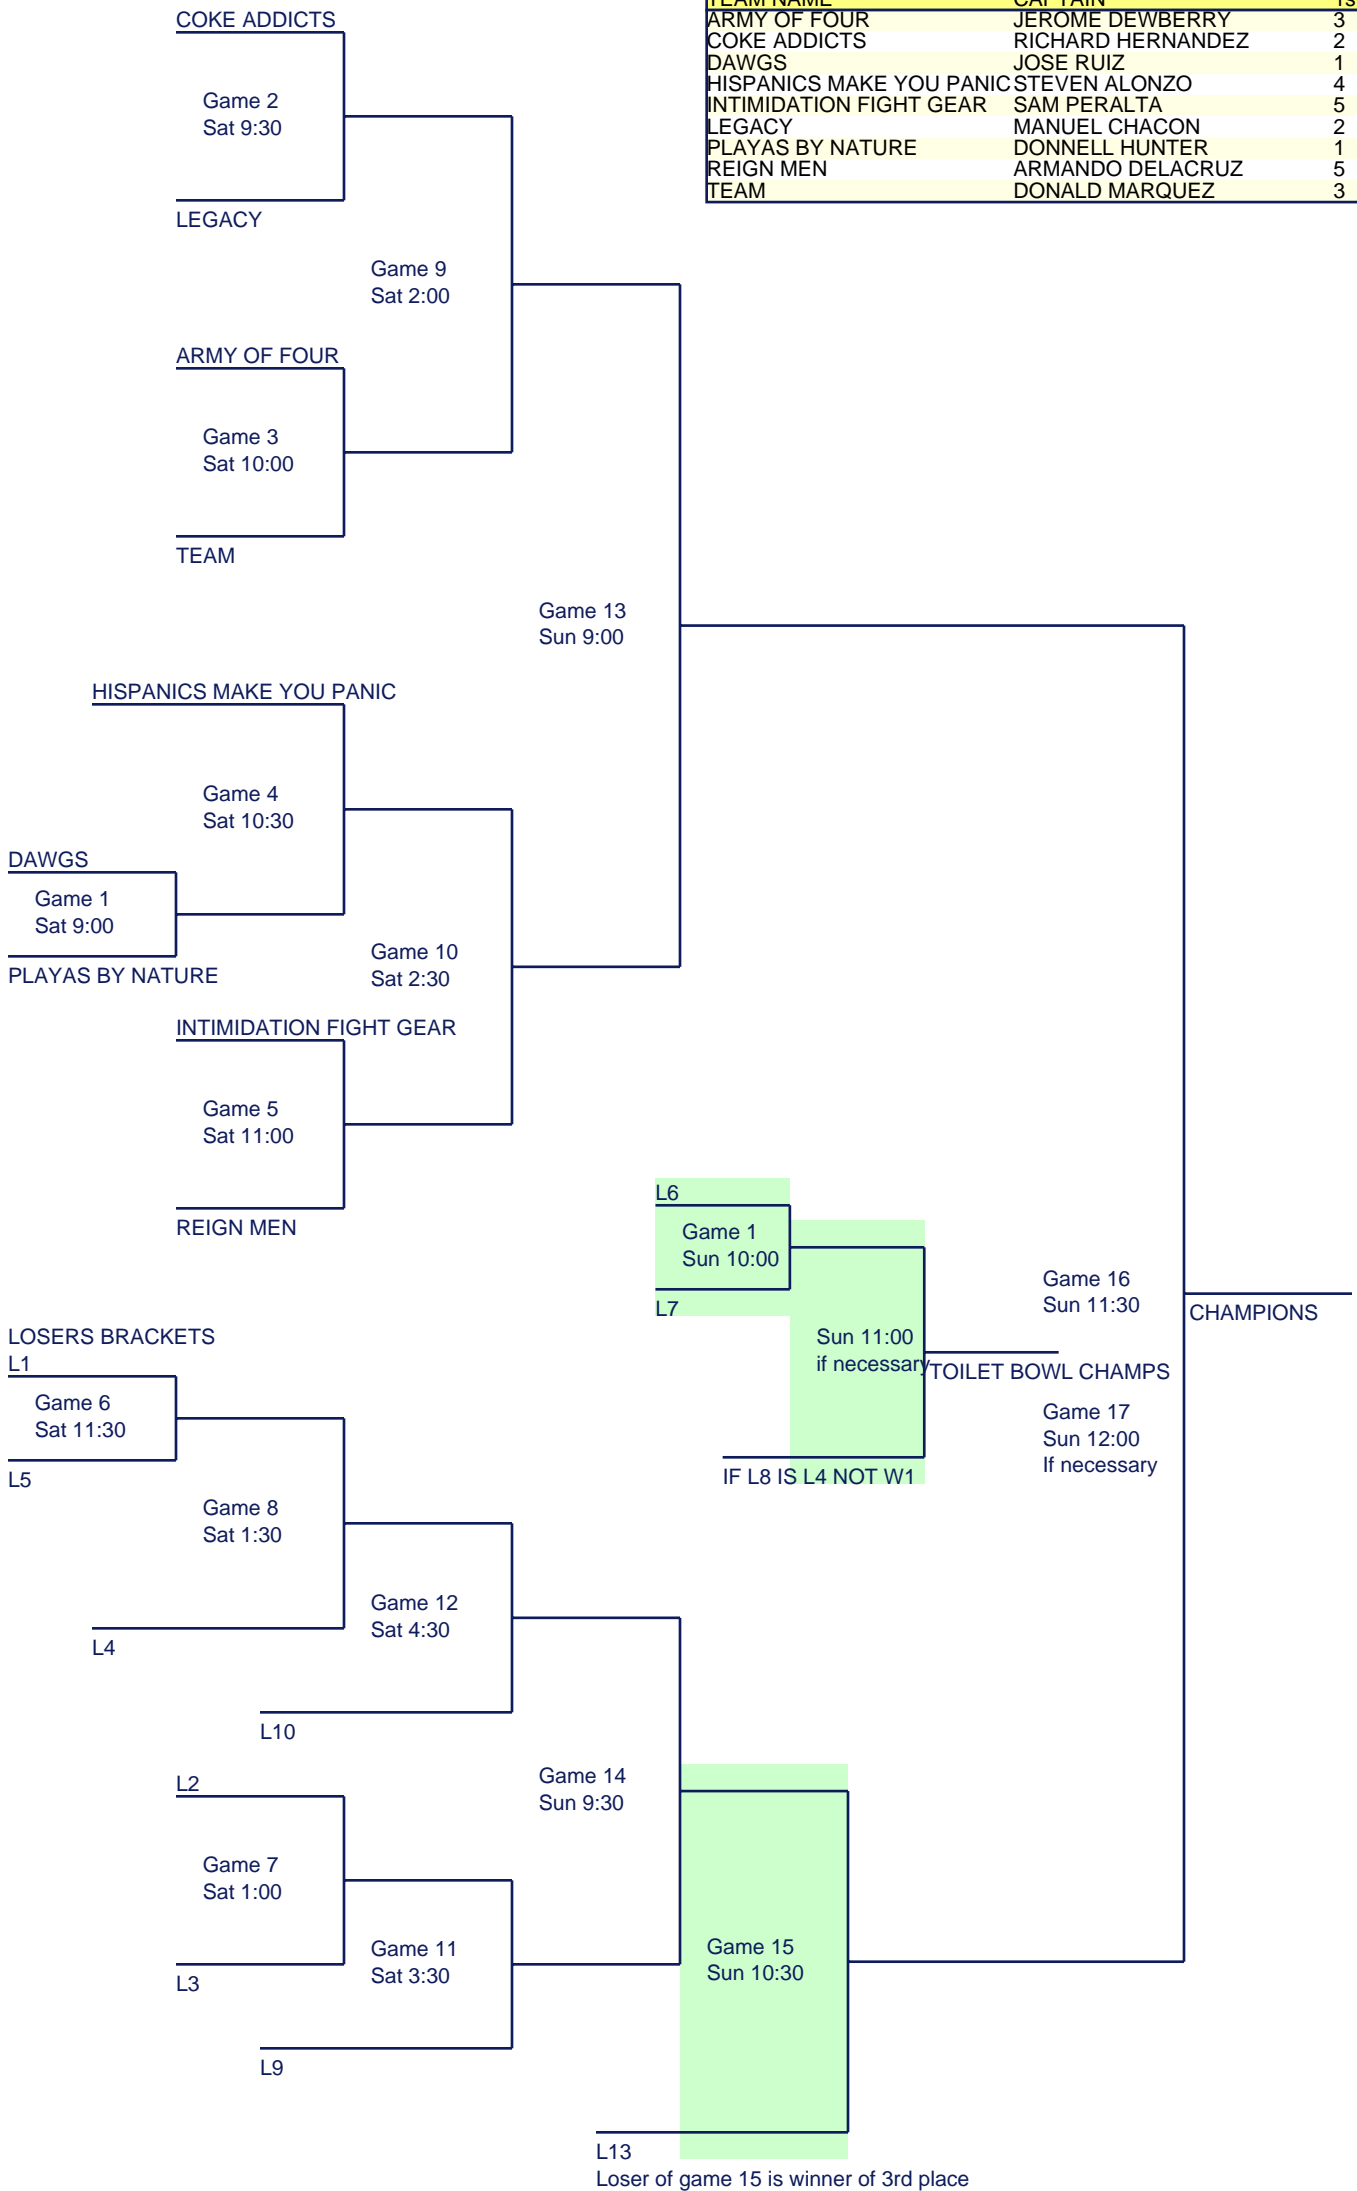 TEAM NAME CAPTAIN
ARMY OF FOUR JEROME DEWBERRY 3
COKE ADDICTS RICHARD HERNANDEZ 2
DAWGS JOSE RUIZ 1
HISPANICS MAKE YOU PANIC STEVEN ALONZO 4
INTIMIDATION FIGHT GEAR SAM PERALTA 5
LEGACY MANUEL CHACON 2
PLAYAS BY NATURE DONNELL HUNTER 1
REIGN MEN ARMANDO DELACRUZ 5
TEAM DONALD MARQUEZ 3
COKE ADDICTS
Game 2
Sat 9:30
LEGACY
Game 9
Sat 2:00
ARMY OF FOUR
Game 3
Sat 10:00
TEAM
Game 13
Sun 9:00
HISPANICS MAKE YOU PANIC
Game 4
Sat 10:30
DAWGS
Game 1
Sat 9:00
PLAYAS BY NATURE
Game 10
Sat 2:30
INTIMIDATION FIGHT GEAR
Game 5
Sat 11:00
REIGN MEN
L6
Game 1
Sun 10:00
L7
Sun 11:00
if necessary
TOILET BOWL CHAMPS
IF L8 IS L4 NOT W1
Game 16
Sun 11:30
CHAMPIONS
Game 17
Sun 12:00
If necessary
LOSERS BRACKETS
L1
Game 6
Sat 11:30
L5
Game 8
Sat 1:30
L4
Game 12
Sat 4:30
L10
L2
Game 7
Sat 1:00
L3
Game 11
Sat 3:30
L9
Game 14
Sun 9:30
Game 15
Sun 10:30
L13
Loser of game 15 is winner of 3rd place